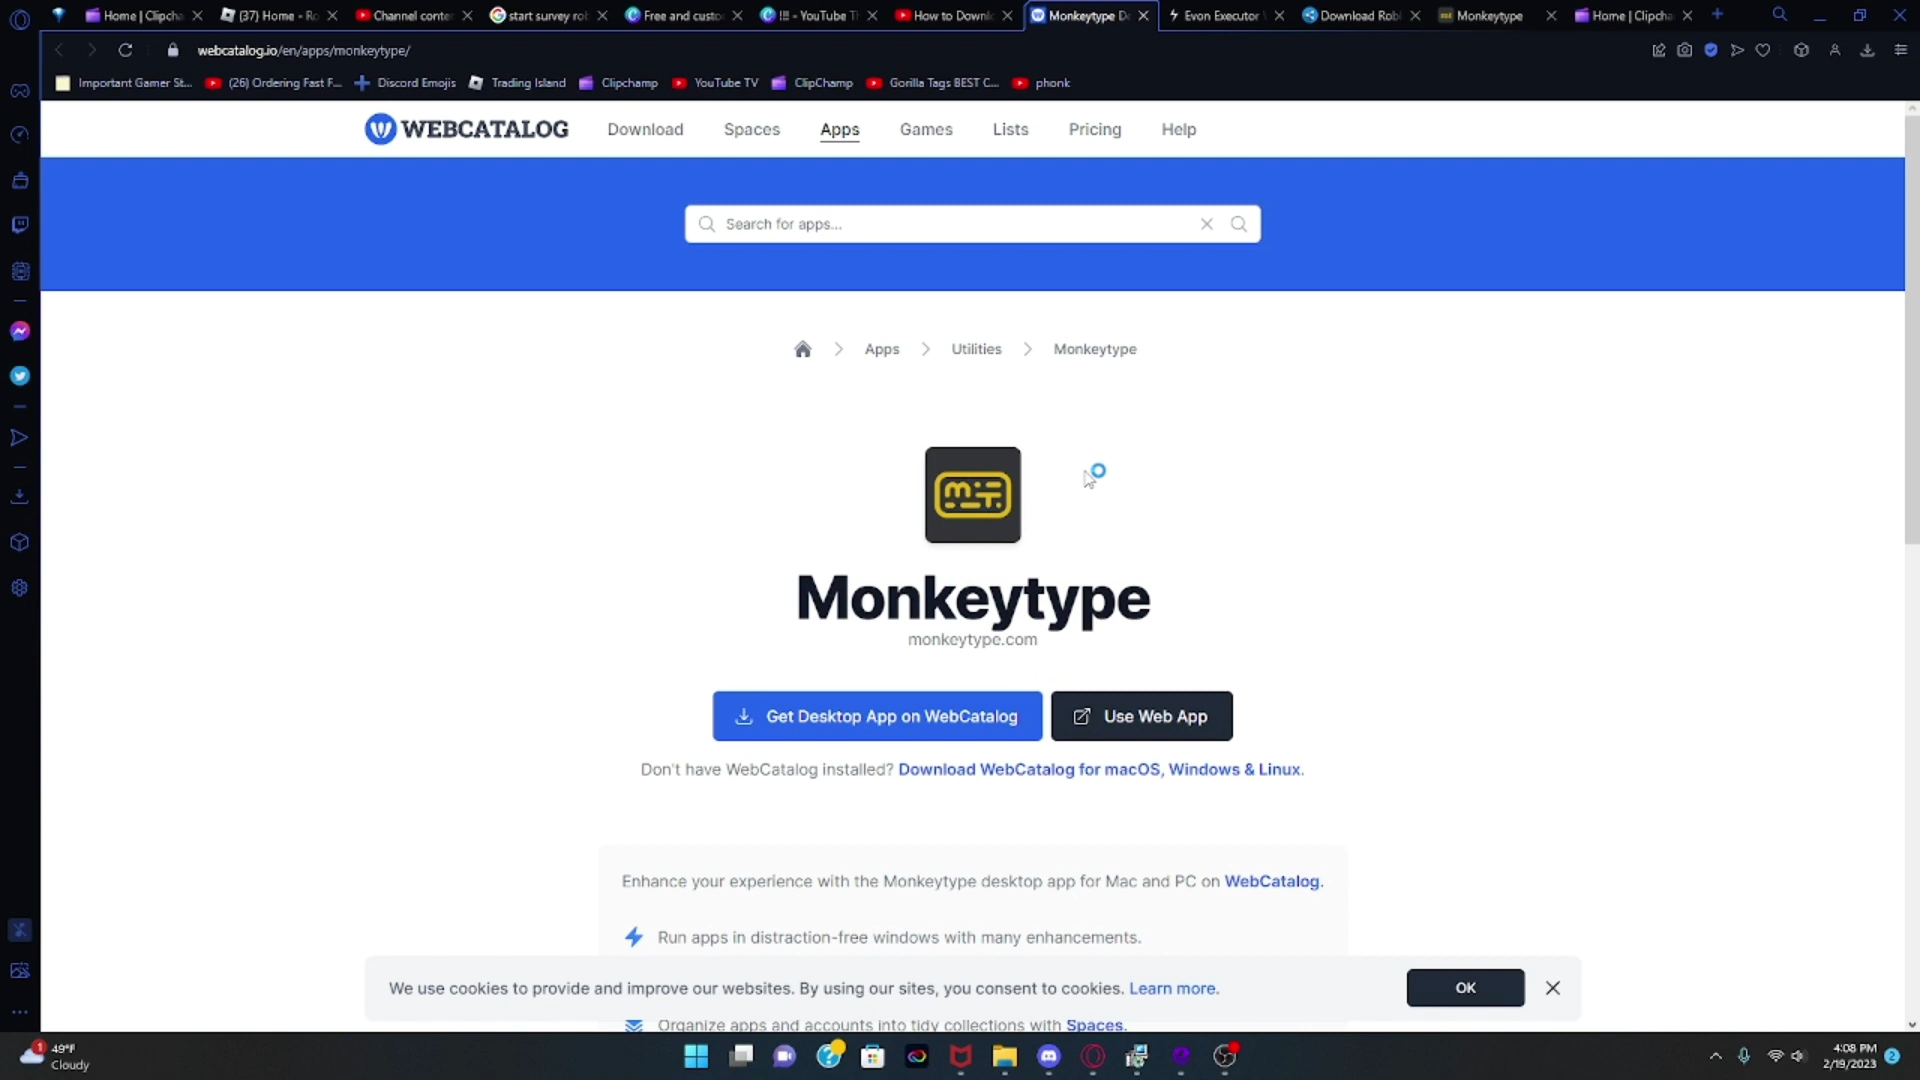 Home | Clipcha
(37) Home - Ro
Channel conte
start survey rol
Free and custo
!!! - YouTube T
How to Downl
Monkeytype De
Evon Executor
Download Robl
Monkeytype
Home | Clipcha
webcatalog.io/en/apps/monkeytype/
Important Gamer St...
(26) Ordering Fast F...
Discord Emojis
Trading Island
Clipchamp
YouTube TV
ClipChamp
Gorilla Tags BEST C...
phonk
WEBCATALOG
Download
Spaces
Apps
Games
Lists
Pricing
Help
Search for apps...
Apps
Utilities
Monkeytype
Monkeytype
monkeytype.com
Get Desktop App on WebCatalog
Use Web App
Don't have WebCatalog installed? Download WebCatalog for macOS, Windows & Linux.
Enhance your experience with the Monkeytype desktop app for Mac and PC on WebCatalog.
Run apps in distraction-free windows with many enhancements.
We use cookies to provide and improve our websites. By using our sites, you consent to cookies. Learn more.
OK
Organize apps and accounts into tidy collections with Spaces.
1
49°F
Cloudy
4:08 PM
2/19/2023
2